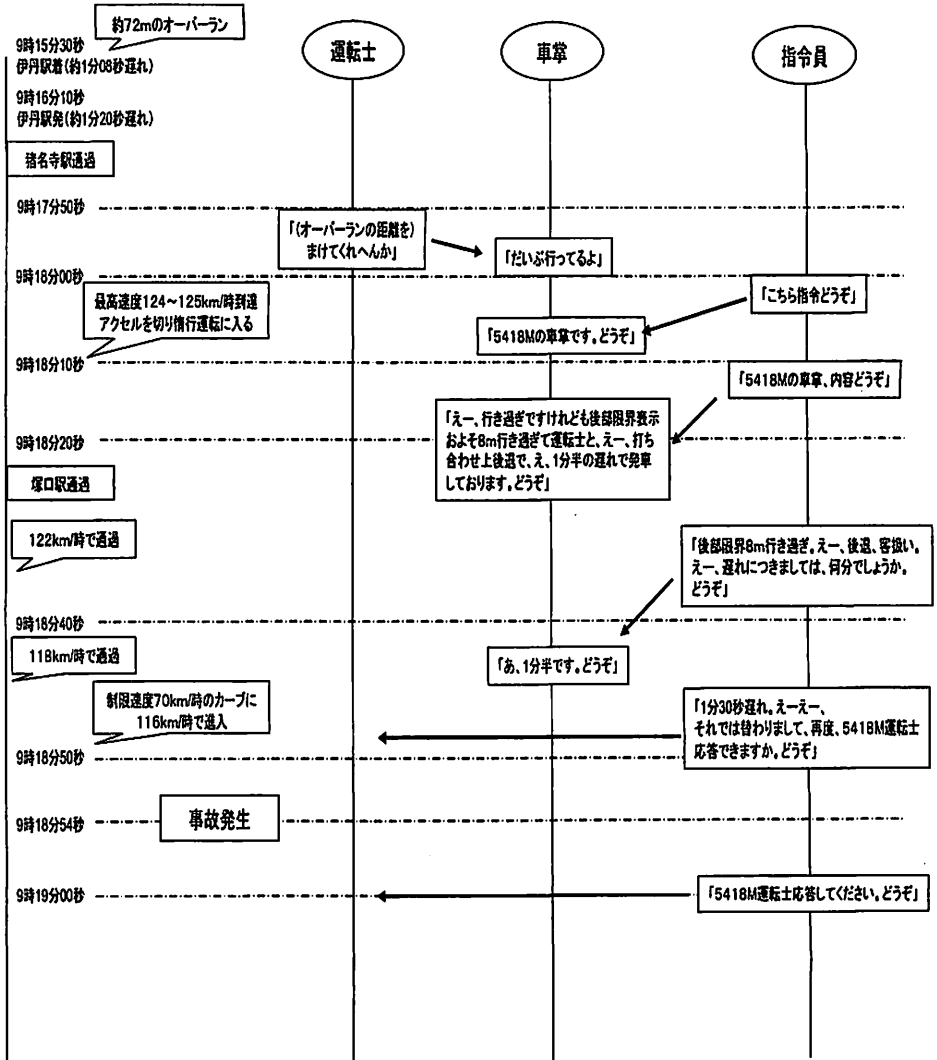 約72mのオーバーラン
9時15分30秒
伊丹駅着(約1分08秒遅れ)
9時16分10秒
伊丹駅発(約1分20秒遅れ)
運転士
車掌
指令員
猪名寺駅通過
9時17分50秒
「(オーバーランの距離を)
まけてくれへんか」
「だいぶ行ってるよ」
9時18分00秒
「こちら指令どうぞ」
最高速度124～125km/時到達
アクセルを切り惰行運転に入る
「5418Mの車掌です。どうぞ」
9時18分10秒
「5418Mの車掌、内容どうぞ」
「えー、行き過ぎですけれども後部限界表示
およそ8m行き過ぎて運転士と、えー、打ち
合わせ上後退で、え、1分半の遅れで発車
しております。どうぞ」
9時18分20秒
塚口駅通過
122km/時で通過
「後部限界8m行き過ぎ。えー、後退、客扱い。
えー、遅れにつきましては、何分でしょうか。
どうぞ」
9時18分40秒
118km/時で通過
「あ、1分半です。どうぞ」
制限速度70km/時のカーブに
116km/時で進入
「1分30秒遅れ。えーえー、
それでは替わりまして、再度、5418M運転士
応答できますか。どうぞ」
9時18分50秒
事故発生
9時18分54秒
9時19分00秒
「5418M運転士応答してください。どうぞ」